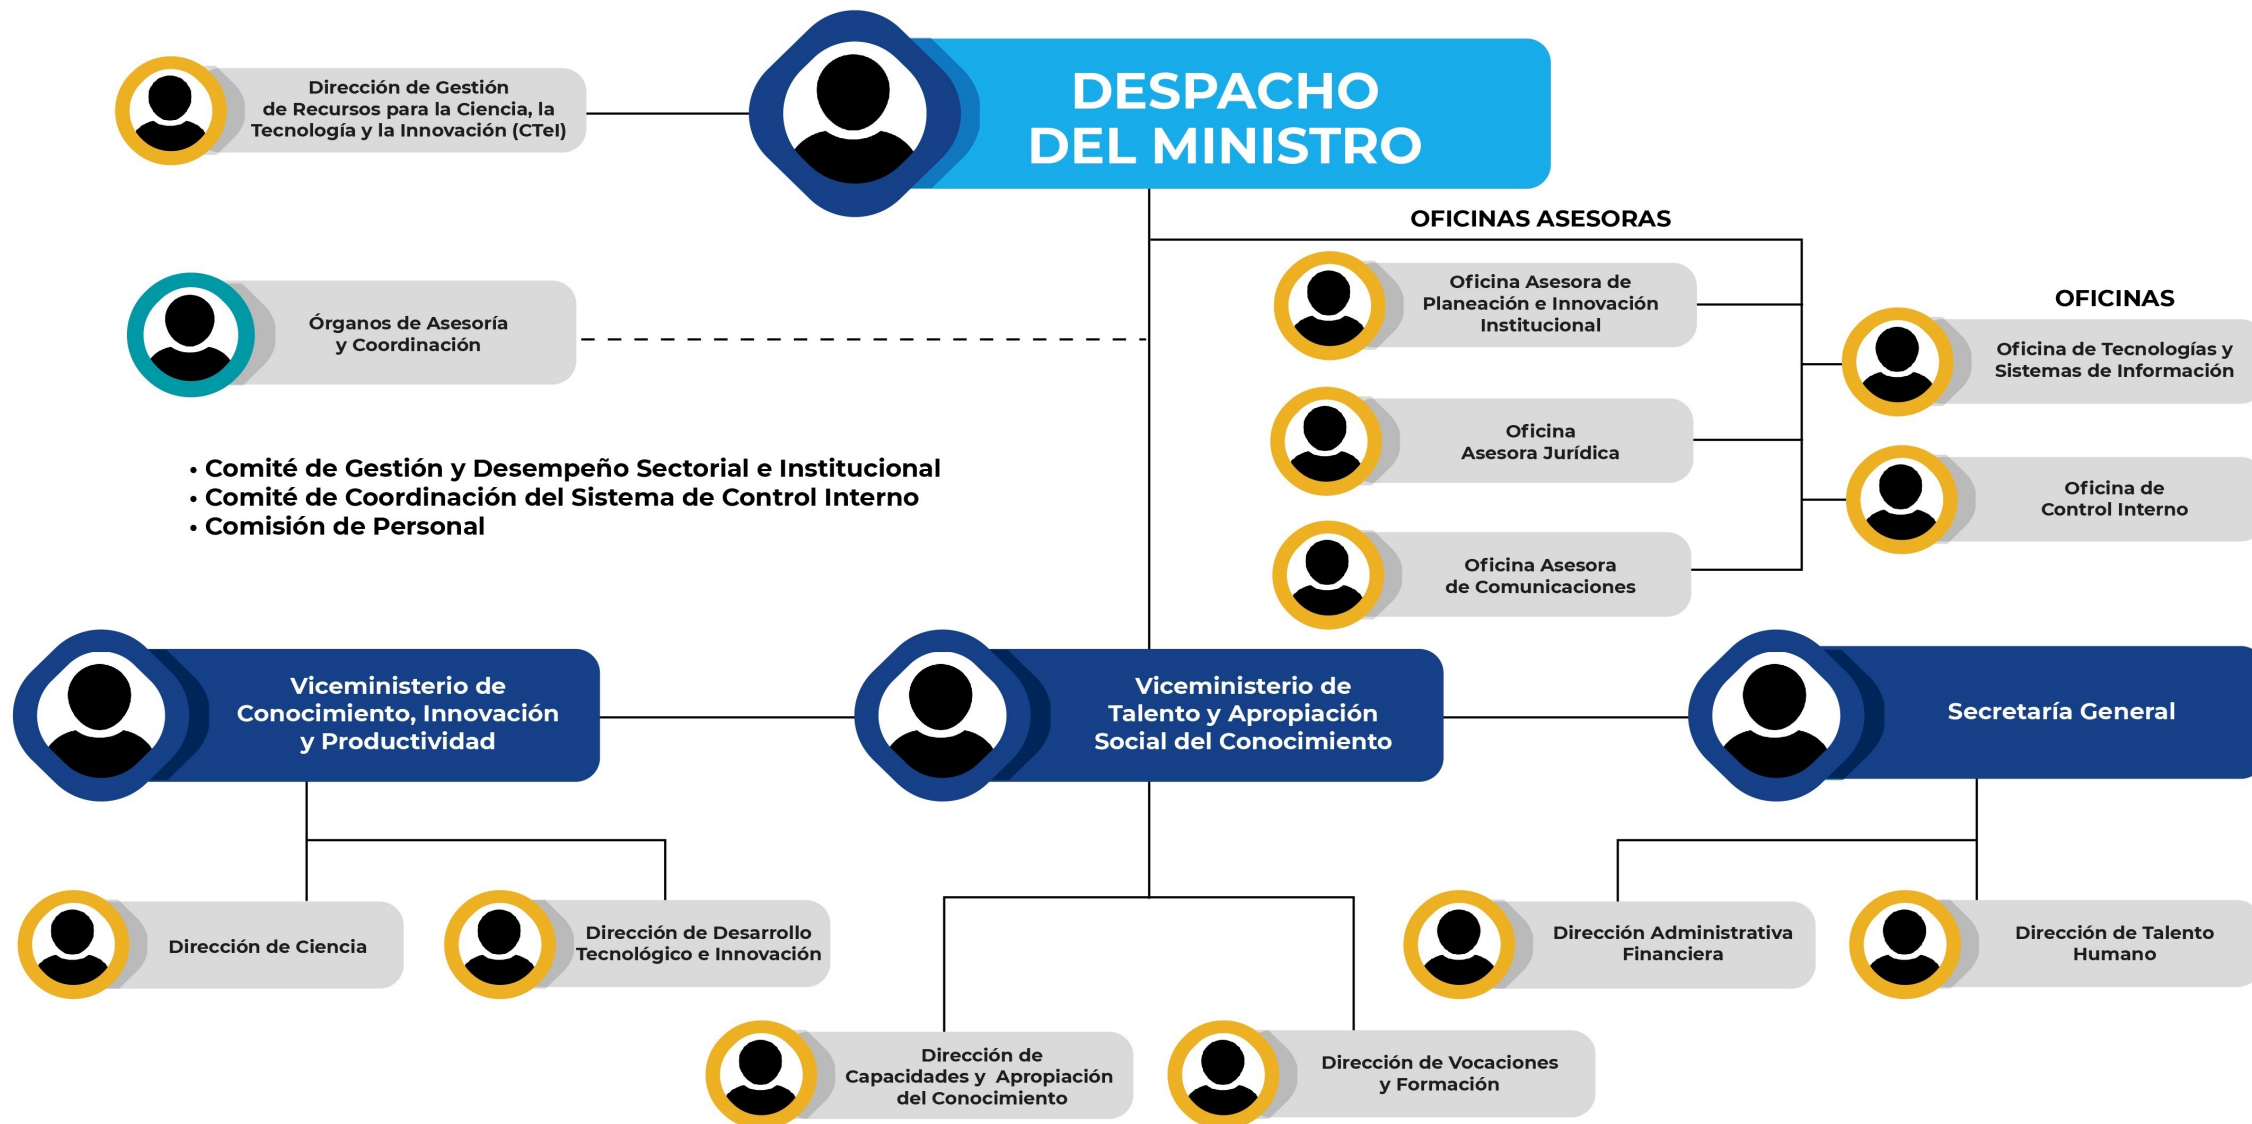 Dirección de Gestión
de Recursos para la Ciencia, la
Tecnología y la Innovación (CTeI)
DESPACHO
DEL MINISTRO
OFICINAS ASESORAS
Oficina Asesora de
Planeación e Innovación
Institucional
OFICINAS
Órganos de Asesoría
y Coordinación
Oficina de Tecnologías y
Sistemas de Información
Oficina
Asesora Jurídica
• Comité de Gestión y Desempeño Sectorial e Institucional
• Comité de Coordinación del Sistema de Control Interno
• Comisión de Personal
Oficina de
Control Interno
Oficina Asesora
de Comunicaciones
Viceministerio de
Conocimiento, Innovación
y Productividad
Viceministerio de
Talento y Apropiación
Social del Conocimiento
Secretaría General
Dirección de Ciencia
Dirección de Desarrollo
Tecnológico e Innovación
Dirección Administrativa
Financiera
Dirección de Talento
Humano
Dirección de
Capacidades y  Apropiación
del Conocimiento
Dirección de Vocaciones
y Formación